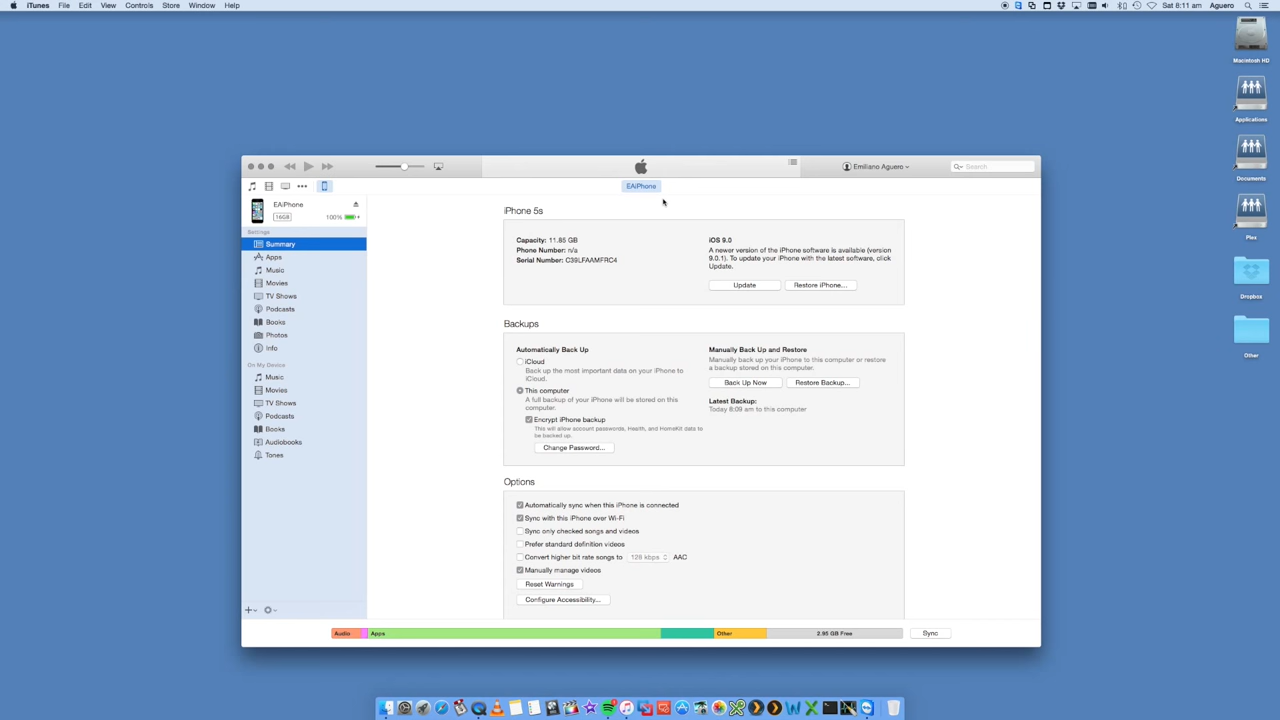 iTunes File Edit View Controls Store Window Help
Sat 8:11 am Aguero
Macintosh HD
Applications
Documents
Plex
Dropbox
Other
Emiliano Aguero
Search
EAiPhone
EAiPhone
16GB 100%
Settings
Summary
Apps
Music
Movies
TV Shows
Podcasts
Books
Photos
Info
On My Device
Music
Movies
TV Shows
Podcasts
Books
Audiobooks
Tones
iPhone 5s
Capacity: 11.85 GB
Phone Number: n/a
Serial Number: C39LFAAMFRC4
iOS 9.0
A newer version of the iPhone software is available (version
9.0.1). To update your iPhone with the latest software, click
Update.
Update Restore iPhone...
Backups
Automatically Back Up
iCloud
Back up the most important data on your iPhone to
iCloud.
This computer
A full backup of your iPhone will be stored on this
computer.
Encrypt iPhone backup
This will allow account passwords, Health, and HomeKit data to
be backed up.
Change Password...
Manually Back Up and Restore
Manually back up your iPhone to this computer or restore
a backup stored on this computer.
Back Up Now Restore Backup...
Latest Backup:
Today 8:09 am to this computer
Options
Automatically sync when this iPhone is connected
Sync with this iPhone over Wi-Fi
Sync only checked songs and videos
Prefer standard definition videos
Convert higher bit rate songs to 128 kbps AAC
Manually manage videos
Reset Warnings
Configure Accessibility...
Audio Apps Other 2.95 GB Free Sync